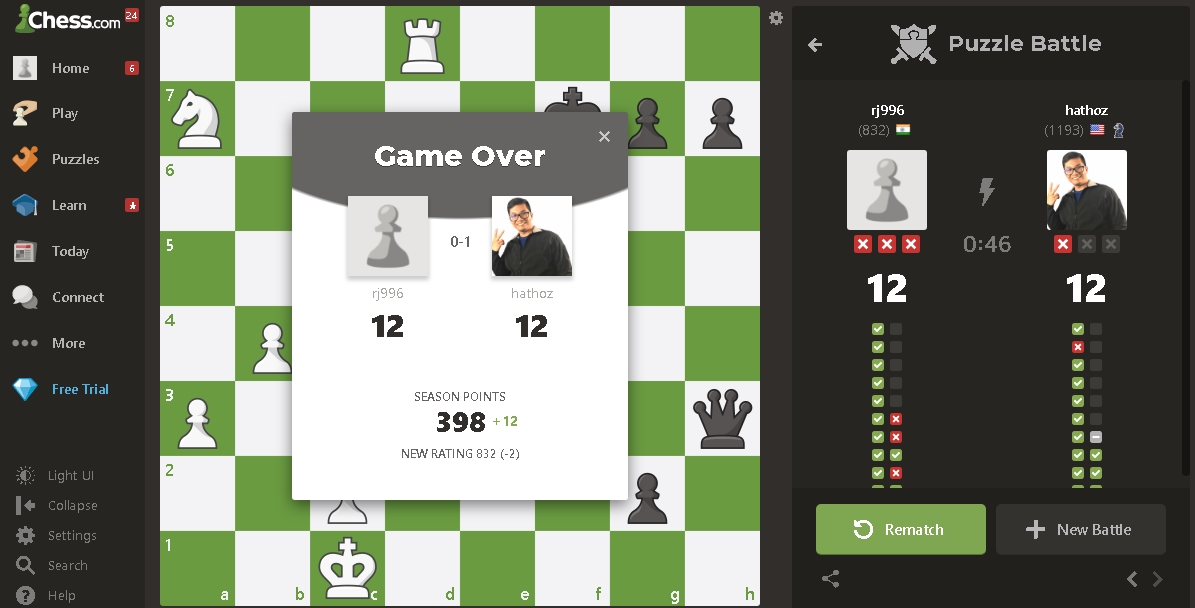 Chess.com 24
Home 6
Play
Puzzles
Learn
Today
Connect
More
Free Trial
Light UI
Collapse
Settings
Search
Help
8
7
6
5
4
3
2
1
a b c d e f g h
Game Over
0-1
rj996 hathoz
12 12
SEASON POINTS
398 +12
NEW RATING 832 (-2)
Puzzle Battle
rj996 hathoz
(832) (1193)
0:46
12 12
Rematch New Battle